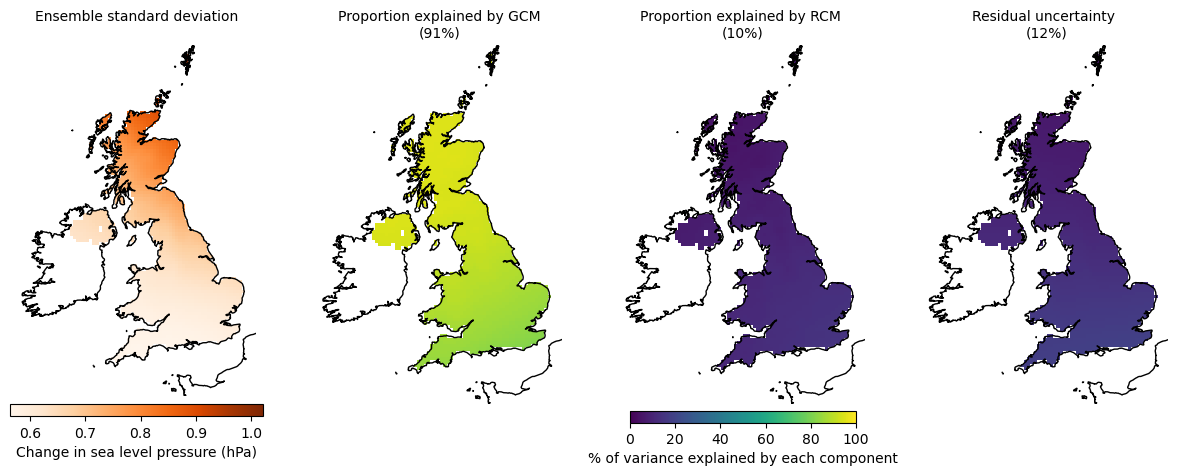 Ensemble standard deviation
Proportion explained by GCM
(91%)
Proportion explained by RCM
(10%)
Residual uncertainty
(12%)
0.6 0.7 0.8 0.9 1.0
Change in sea level pressure (hPa)
0 20 40 60 80 100
% of variance explained by each component